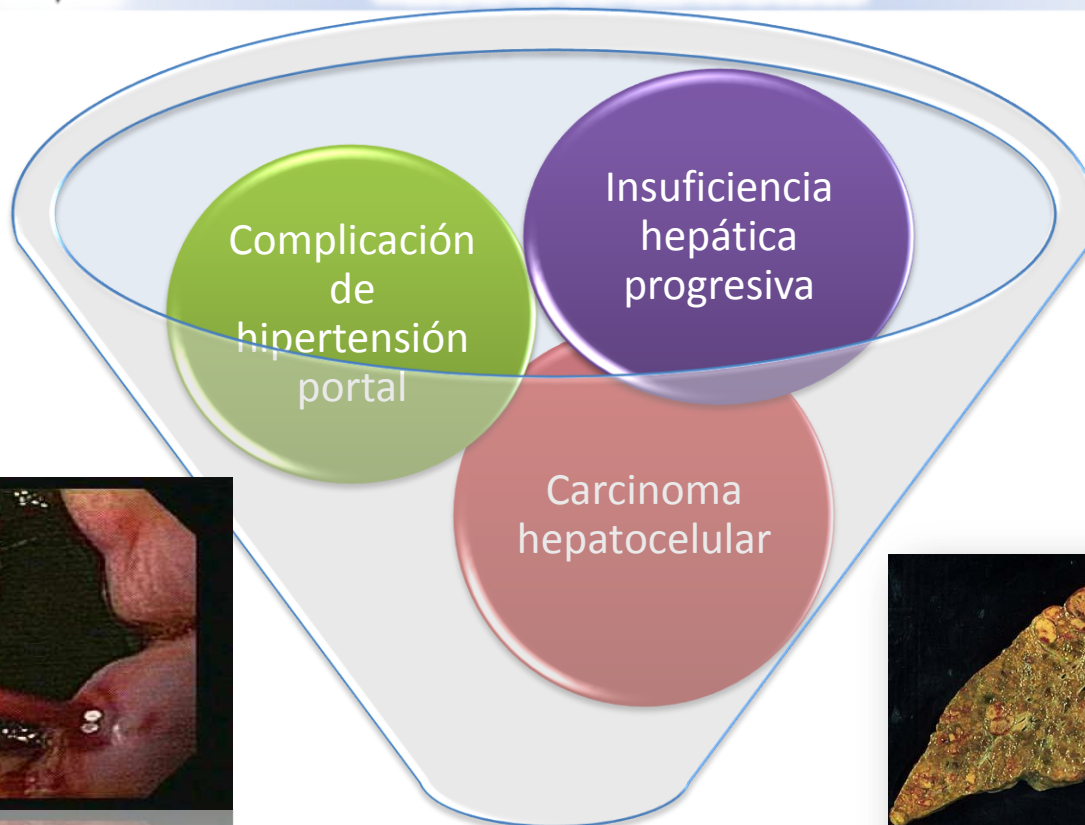 Complicación
de
hipertensión
portal
Insuficiencia
hepática
progresiva
Carcinoma
hepatocelular